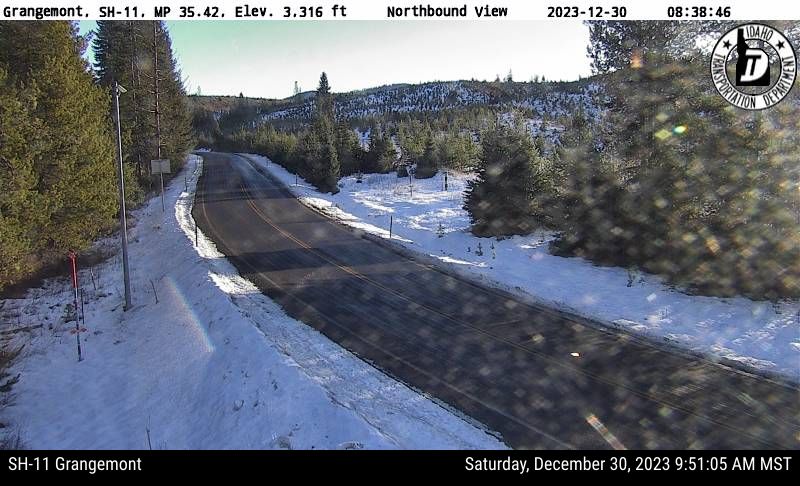 Grangemont, SH-11, MP 35.42, Elev. 3,316 ft Northbound View 2023-12-30 08:38:46
IDAHO
TRANSPORTATION DEPARTMENT
SH-11 Grangemont Saturday, December 30, 2023 9:51:05 AM MST